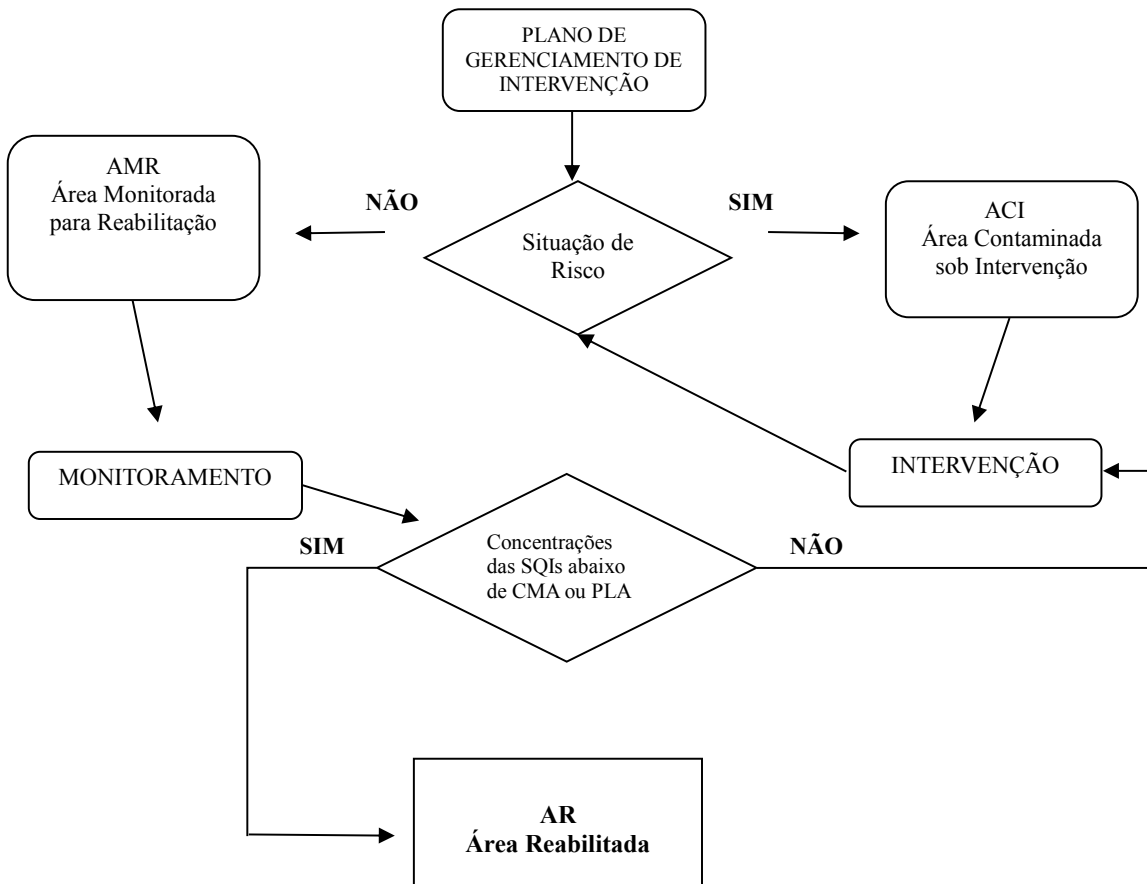 PLANO DE
GERENCIAMENTO DE
INTERVENÇÃO
AMR
Área Monitorada
para Reabilitação
NÃO
Situação de
Risco
SIM
ACI
Área Contaminada
sob Intervenção
MONITORAMENTO
INTERVENÇÃO
SIM
Concentrações
das SQIs abaixo
de CMA ou PLA
NÃO
AR
Área Reabilitada